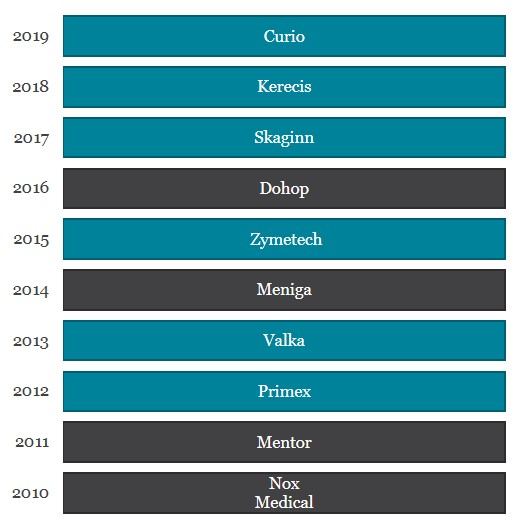 2019 Curio
2018 Kerecis
2017 Skaginn
2016 Dohop
2015 Zymetech
2014 Meniga
2013 Valka
2012 Primex
2011 Mentor
2010 Nox
Medical